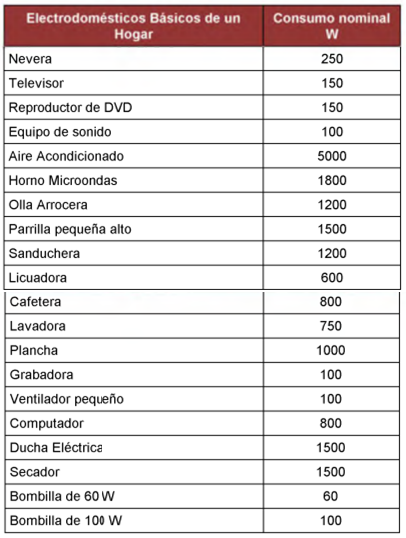 Electrodomésticos Básicos de un Hogar Consumo nominal W
Nevera 250
Televisor 150
Reproductor de DVD 150
Equipo de sonido 100
Aire Acondicionado 5000
Horno Microondas 1800
Olla Arrocera 1200
Parrilla pequeña alto 1500
Sanduchera 1200
Licuadora 600
Cafetera 800
Lavadora 750
Plancha 1000
Grabadora 100
Ventilador pequeño 100
Computador 800
Ducha Eléctrica 1500
Secador 1500
Bombilla de 60 W 60
Bombilla de 100 W 100